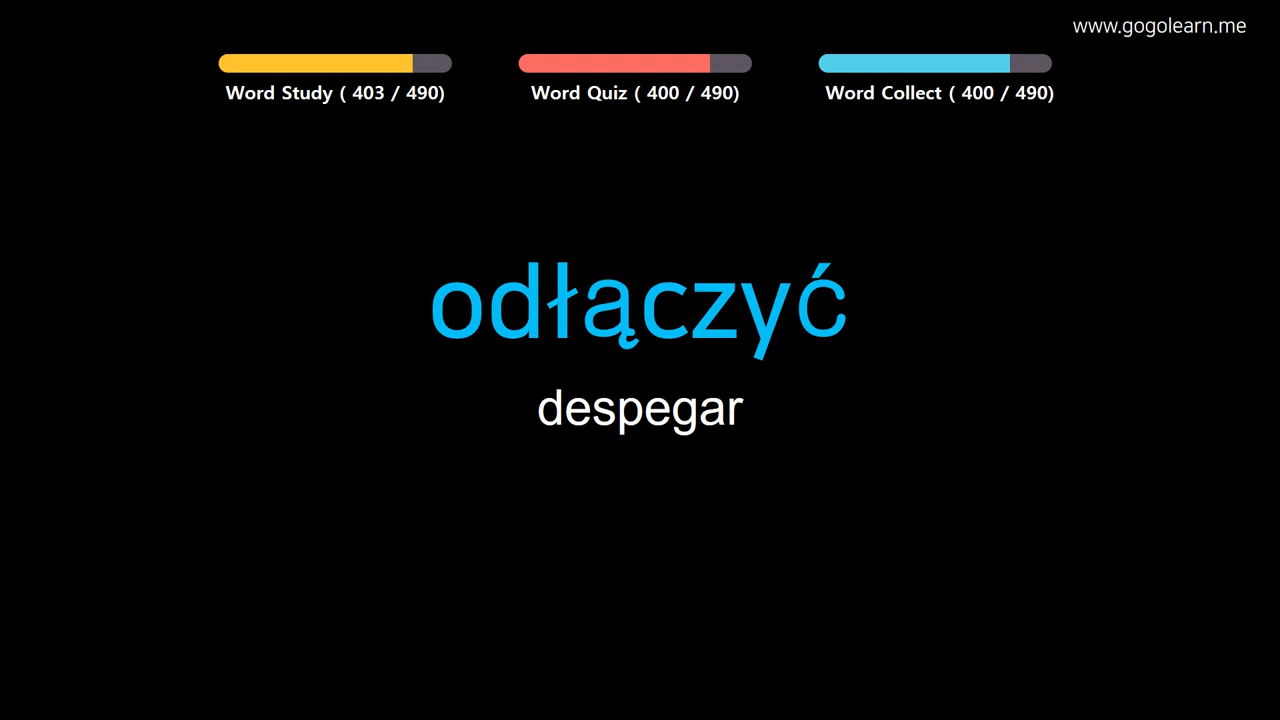 www.gogolearn.me
Word Study ( 403 / 490)
Word Quiz ( 400 / 490)
Word Collect ( 400 / 490)
odłączyć
despegar